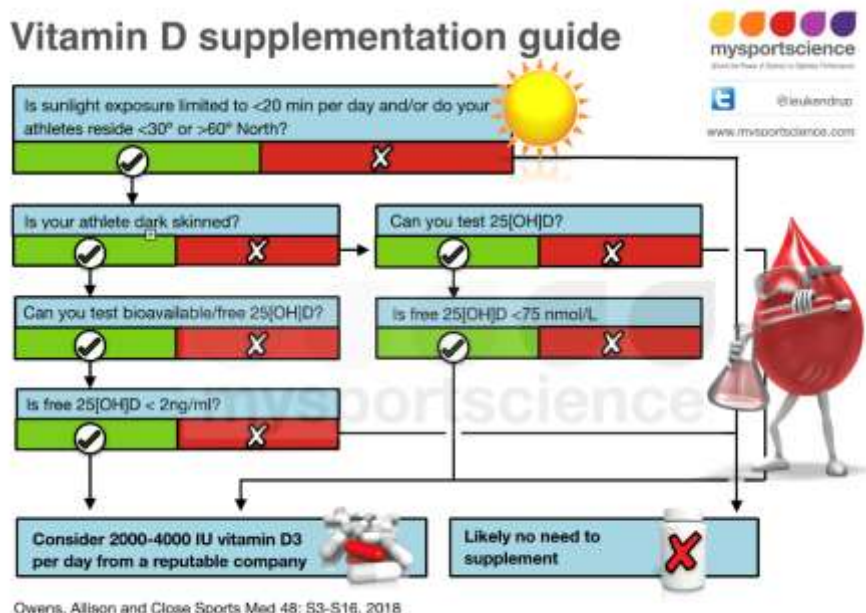 Vitamin D supplementation guide
mysportscience
@jeukendrup
www.mysportscience.com
Is sunlight exposure limited to <20 min per day and/or do your
athletes reside <30º or >60º North?
Is your athlete dark skinned?
Can you test 25[OH]D?
Can you test bioavailable/free 25[OH]D?
Is free 25[OH]D <75 nmol/L
Is free 25[OH]D < 2ng/ml?
mysportscience
Consider 2000-4000 IU vitamin D3
per day from a reputable company
Likely no need to
supplement
Owens, Allison and Close Sports Med 48: S3-S16, 2018